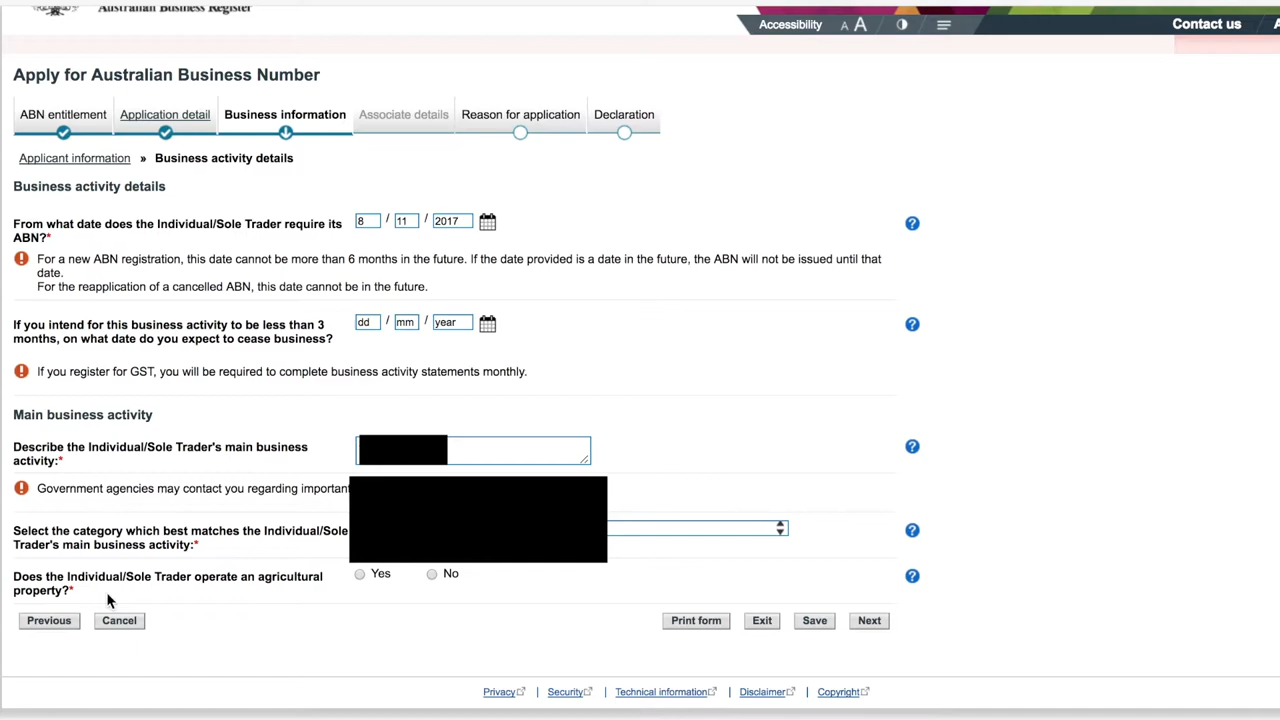 Australian Business Register
Accessibility A A Contact us A
Apply for Australian Business Number
ABN entitlement Application detail Business information Associate details Reason for application Declaration
Applicant information » Business activity details
Business activity details
From what date does the Individual/Sole Trader require its
ABN?*
8 / 11 / 2017
For a new ABN registration, this date cannot be more than 6 months in the future. If the date provided is a date in the future, the ABN will not be issued until that
date.
For the reapplication of a cancelled ABN, this date cannot be in the future.
If you intend for this business activity to be less than 3
months, on what date do you expect to cease business?
dd / mm / year
If you register for GST, you will be required to complete business activity statements monthly.
Main business activity
Describe the Individual/Sole Trader's main business
activity:*
Government agencies may contact you regarding important
Select the category which best matches the Individual/Sole
Trader's main business activity:*
Does the Individual/Sole Trader operate an agricultural
property?*
Yes No
Previous Cancel Print form Exit Save Next
Privacy | Security | Technical information | Disclaimer | Copyright